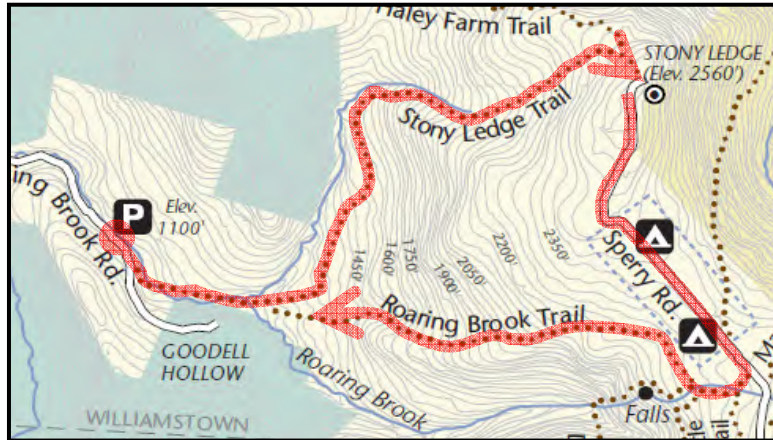 Haley Farm Trail
STONY LEDGE
(Elev. 2560')
Stony Ledge Trail
ing Brook Rd.
P
Elev.
1100'
1450'
1600'
1750'
1900'
2050'
2200'
2350'
Sperry Rd.
Roaring Brook Trail
GOODELL
HOLLOW
Roaring Brook
Falls
WILLIAMSTOWN